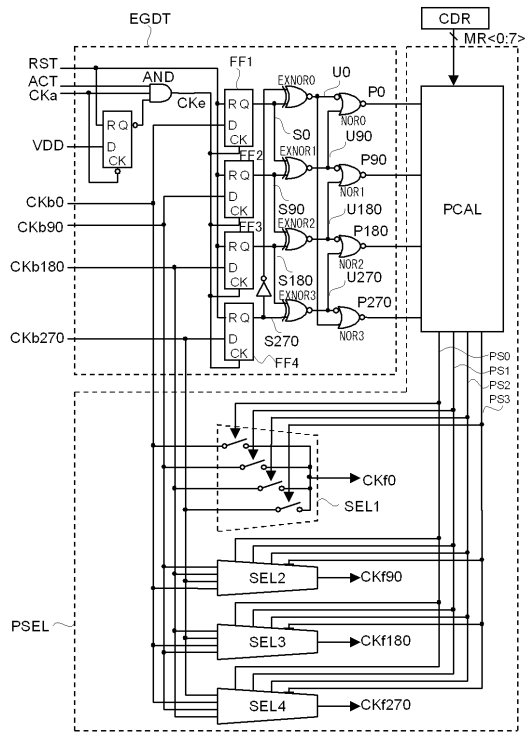 EGDT
CDR
MR<0:7>
RST
ACT
CKa
AND
CKe
FF1
EXNOR0
U0
P0
NOR0
R Q
D
CK
R Q
D
CK
VDD
S0
EXNOR1
U90
P90
NOR1
FF2
R Q
D
CK
PCAL
CKb0
CKb90
S90
EXNOR2
U180
P180
NOR2
FF3
R Q
D
CK
CKb180
S180
EXNOR3
U270
P270
NOR3
R Q
D
CK
CKb270
S270
FF4
PS0
PS1
PS2
PS3
CKf0
SEL1
SEL2
CKf90
PSEL
SEL3
CKf180
SEL4
CKf270